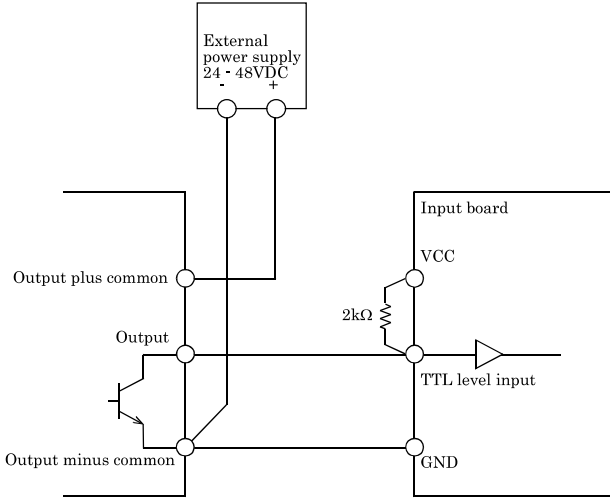 External
power supply
24 - 48VDC
- +
Input board
VCC
Output plus common
2kΩ
Output
TTL level input
Output minus common
GND